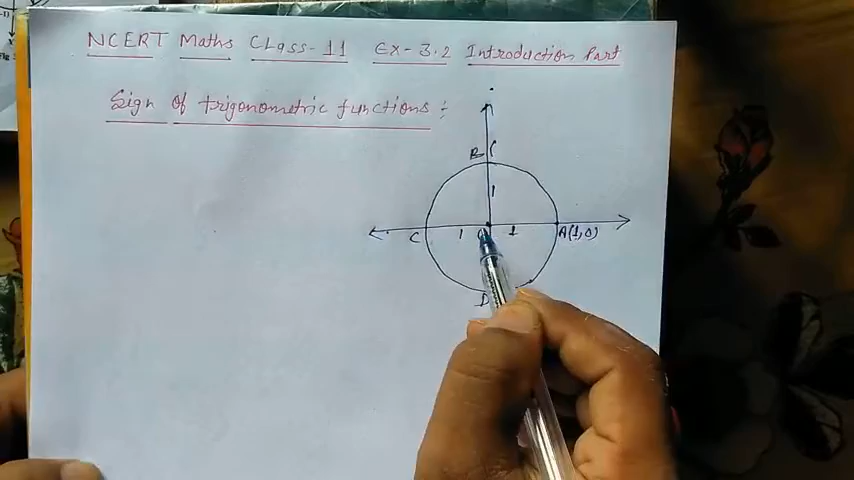 NCERT Maths Class-11 Ex-3.2 Introduction Part
Sign of trigonometric functions :
B
1
C 1 1 A(1,0)
D